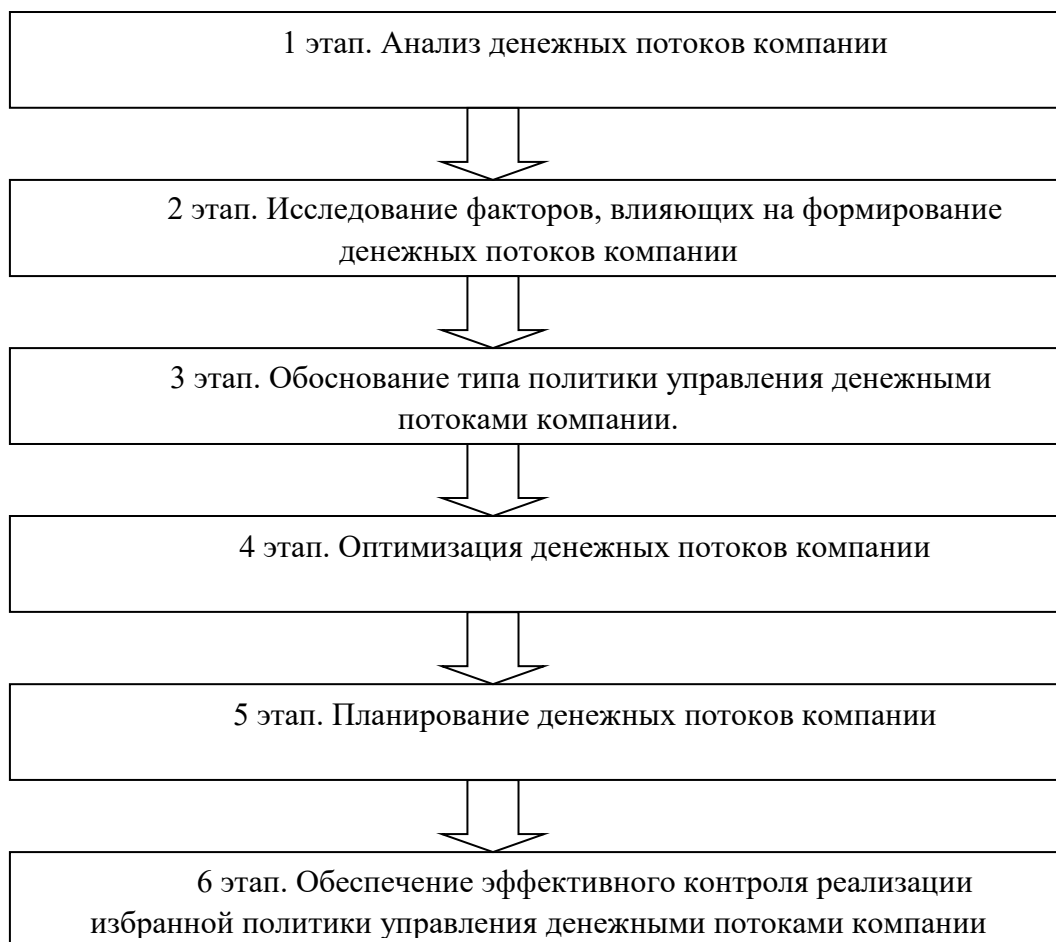 1 этап. Анализ денежных потоков компании
2 этап. Исследование факторов, влияющих на формирование
денежных потоков компании
3 этап. Обоснование типа политики управления денежными
потоками компании.
4 этап. Оптимизация денежных потоков компании
5 этап. Планирование денежных потоков компании
6 этап. Обеспечение эффективного контроля реализации
избранной политики управления денежными потоками компании